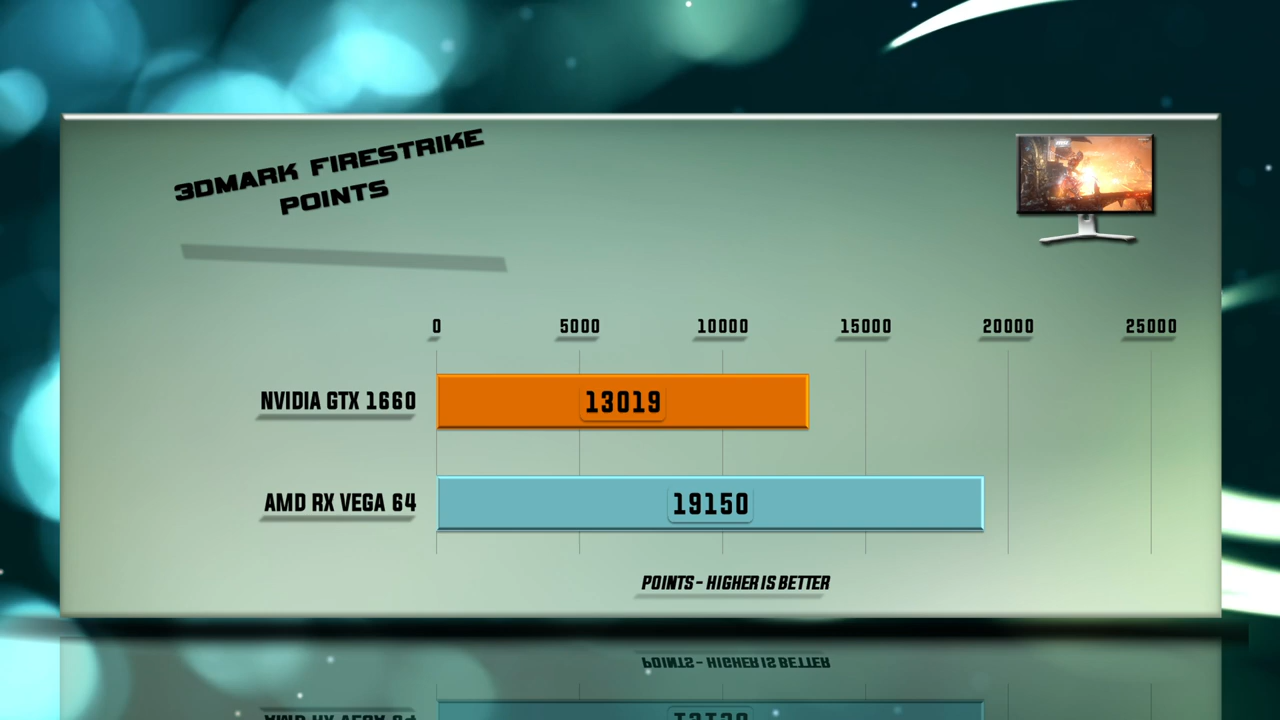 3DMARK FIRESTRIKE
POINTS
0 5000 10000 15000 20000 25000
NVIDIA GTX 1660 13019
AMD RX VEGA 64 19150
POINTS - HIGHER IS BETTER